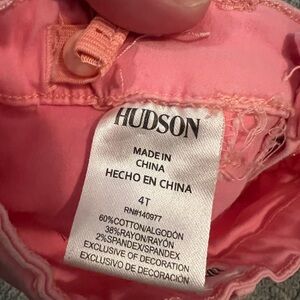 HUDSON
MADE IN
CHINA
HECHO EN CHINA
4T
RN#140977
60%COTTON/ALGODÓN
38%RAYON/RAYÓN
2%SPANDEX/SPANDEX
EXCLUSIVE OF DECORATION
EXCLUSIVO DE DECORACIÓN